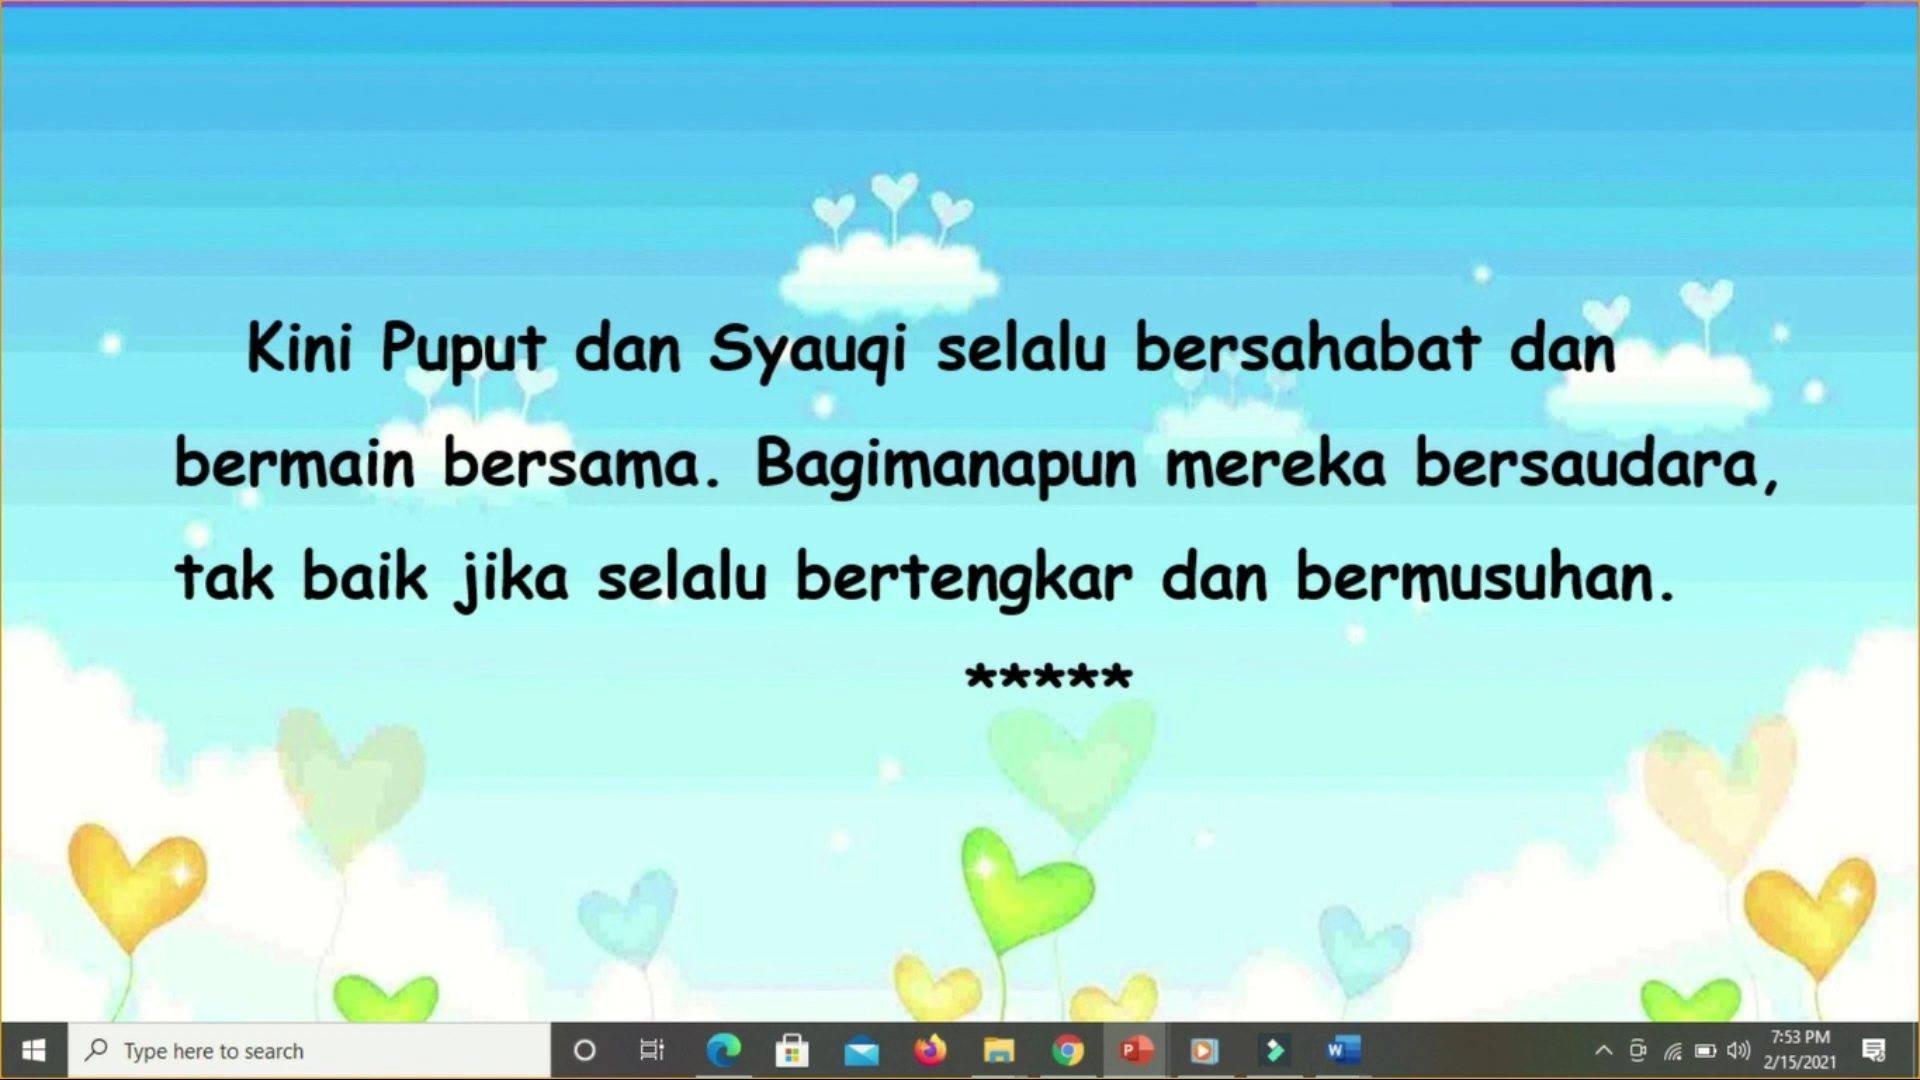 Kini Puput dan Syauqi selalu bersahabat dan
bermain bersama. Bagimanapun mereka bersaudara,
tak baik jika selalu bertengkar dan bermusuhan.
*****
Type here to search
7:53 PM
2/15/2021